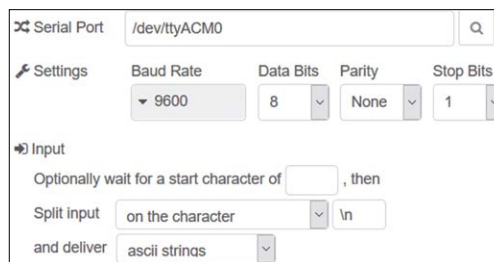 Serial Port /dev/ttyACM0
Settings Baud Rate Data Bits Parity Stop Bits
9600 8 None 1
Input
Optionally wait for a start character of , then
Split input on the character \n
and deliver ascii strings